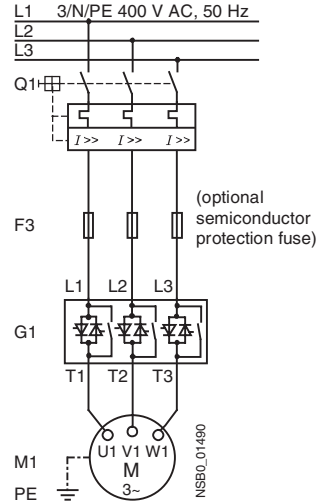 L1 3/N/PE 400 V AC, 50 Hz
L2
L3
Q1
I >> I >> I >>
F3
(optional
semiconductor
protection fuse)
L1 L2 L3
G1
T1 T2 T3
U1 V1 W1
M1
M
3~
PE
NSB0_01490